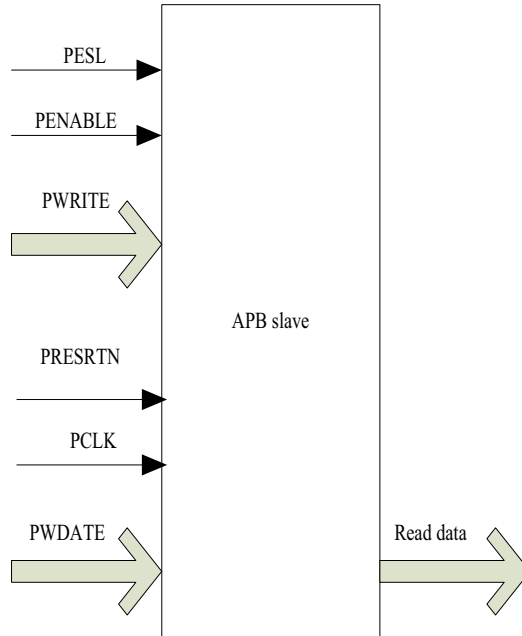 PESL
PENABLE
PWRITE
APB slave
PRESRTN
PCLK
PWDATE
Read data